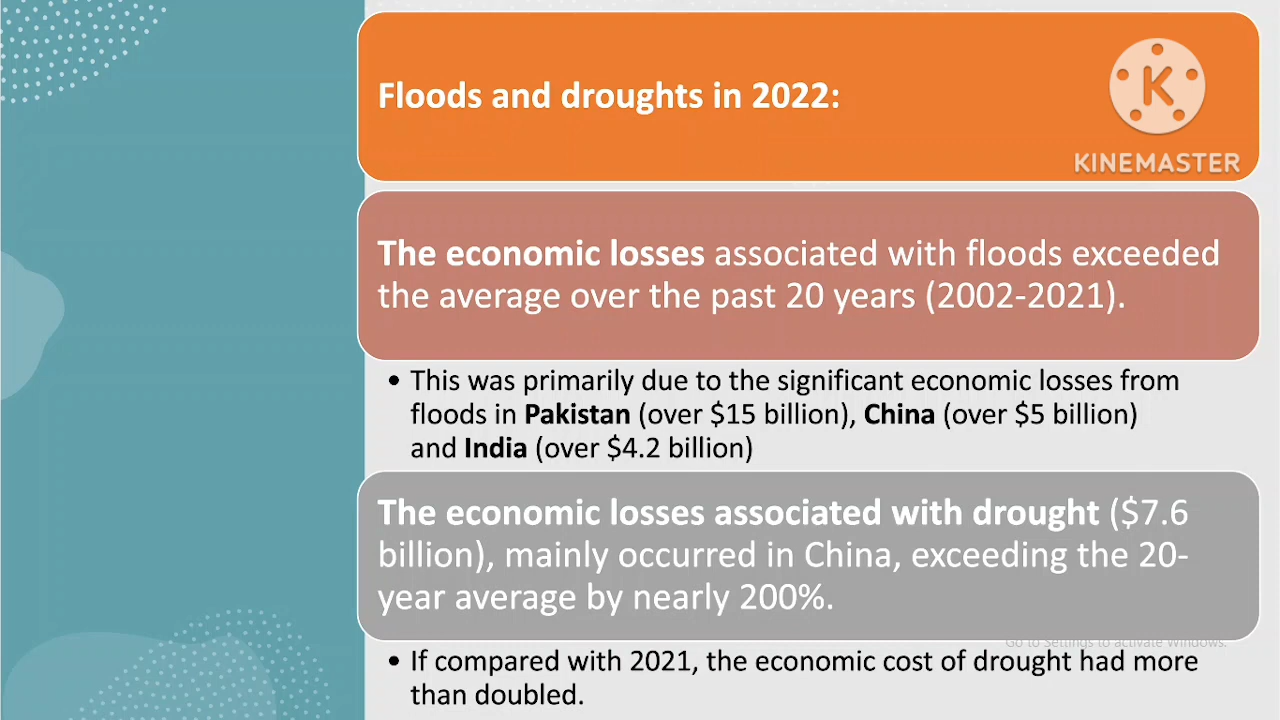 Floods and droughts in 2022:
KINEMASTER
The economic losses associated with floods exceeded
the average over the past 20 years (2002-2021).
• This was primarily due to the significant economic losses from
floods in Pakistan (over $15 billion), China (over $5 billion)
and India (over $4.2 billion)
The economic losses associated with drought ($7.6
billion), mainly occurred in China, exceeding the 20-
year average by nearly 200%.
Go to Settings to activate Windows.
• If compared with 2021, the economic cost of drought had more
than doubled.